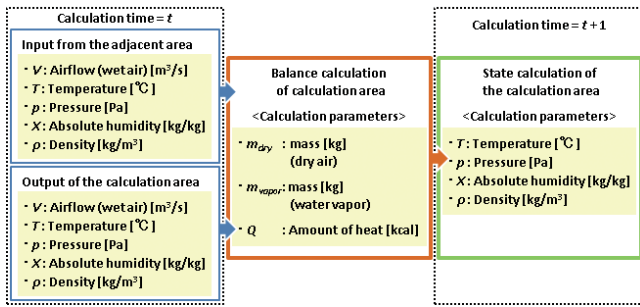 Calculation time = t
Input from the adjacent area
- V : Airflow (wet air) [m³/s]
- T : Temperature [℃]
- p : Pressure [Pa]
- X : Absolute humidity [kg/kg]
- ρ : Density [kg/m³]
Output of the calculation area
- V : Airflow (wet air) [m³/s]
- T : Temperature [℃]
- p : Pressure [Pa]
- X : Absolute humidity [kg/kg]
- ρ : Density [kg/m³]
Balance calculation
of calculation area
<Calculation parameters>
- m_dry : mass [kg]
(dry air)
- m_vapor : mass [kg]
(water vapor)
- Q : Amount of heat [kcal]
Calculation time = t + 1
State calculation of
the calculation area
<Calculation parameters>
- T : Temperature [℃]
- p : Pressure [Pa]
- X : Absolute humidity [kg/kg]
- ρ : Density [kg/m³]